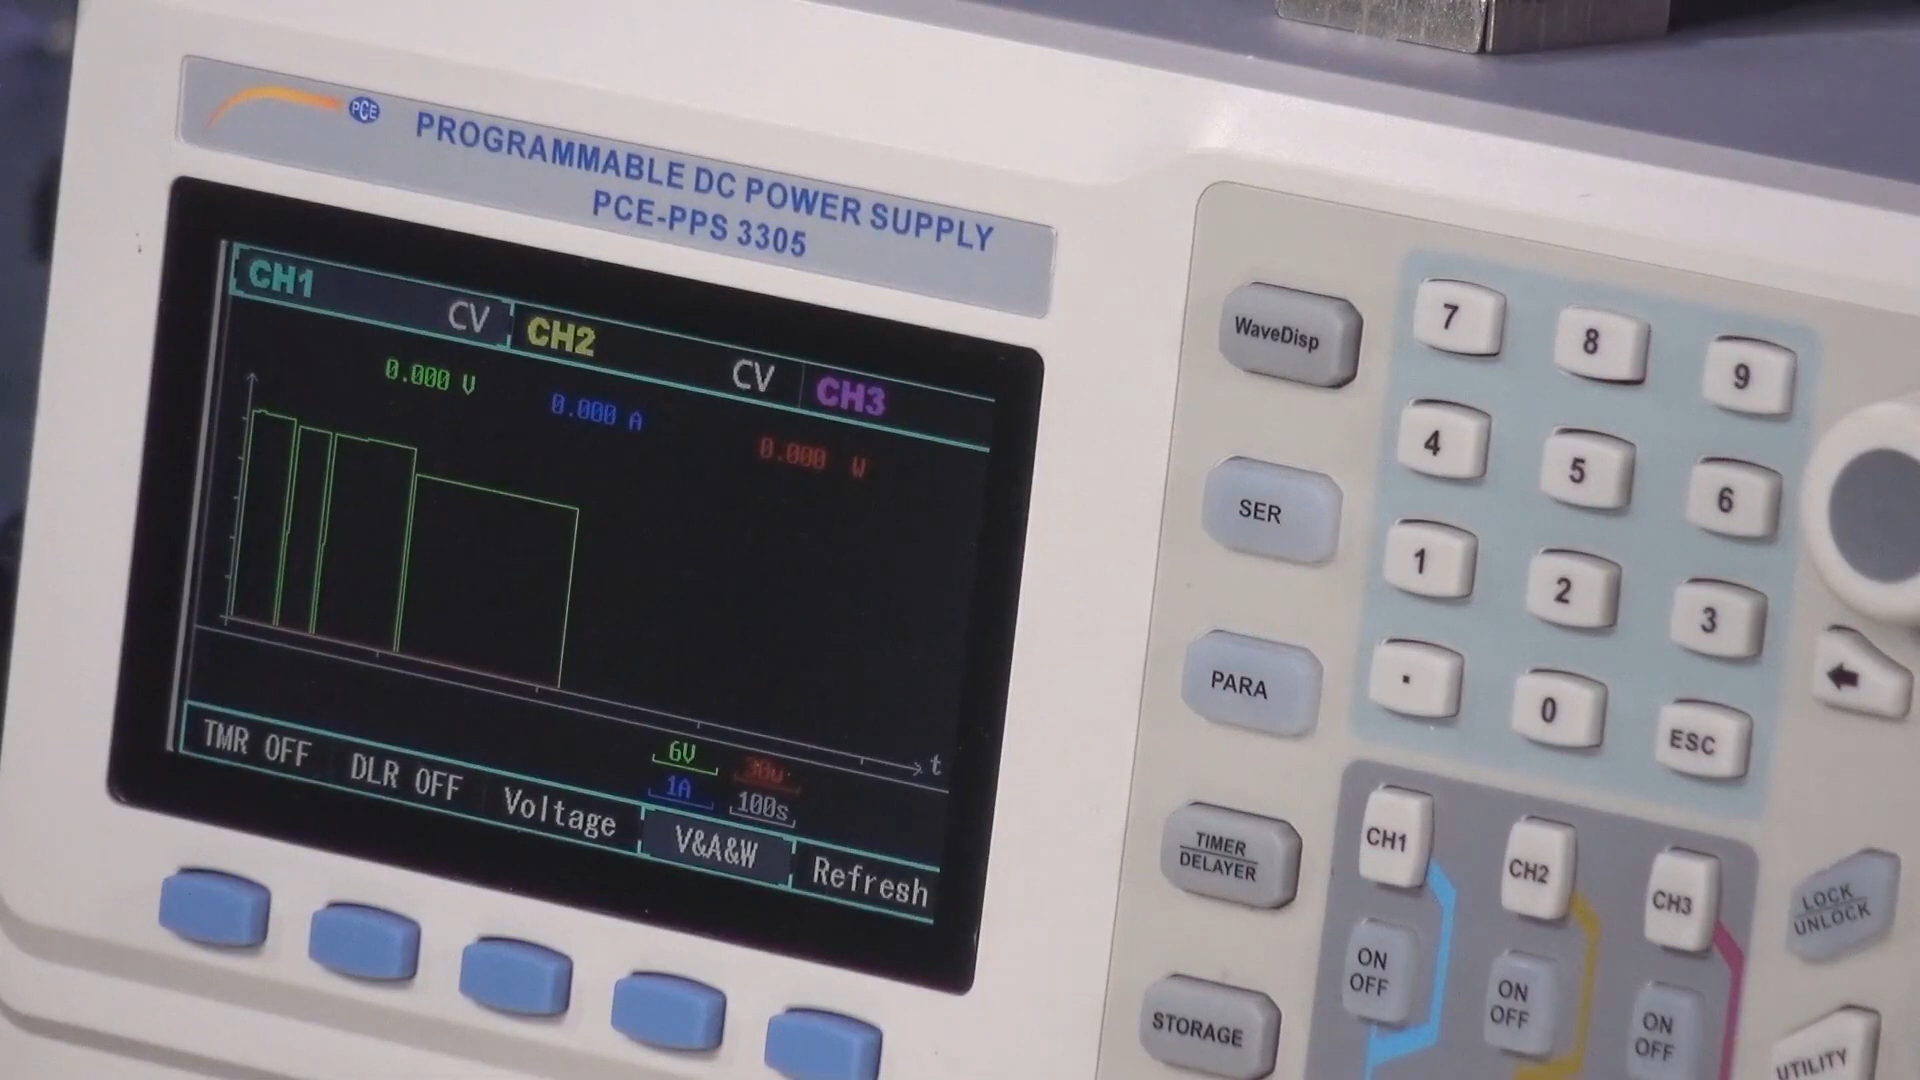 PCE
PROGRAMMABLE DC POWER SUPPLY
PCE-PPS 3305
CH1 CV CH2 CV CH3
0.000 V 0.000 A 0.000 W
t
6V 30w
1A 100s
TMR OFF DLR OFF Voltage V&A&W Refresh
WaveDisp
SER
PARA
TIMER
DELAYER
STORAGE
7 8 9
4 5 6
1 2 3
. 0 ESC
CH1 CH2 CH3
ON
OFF
ON
OFF
ON
OFF
LOCK
UNLOCK
UTILITY